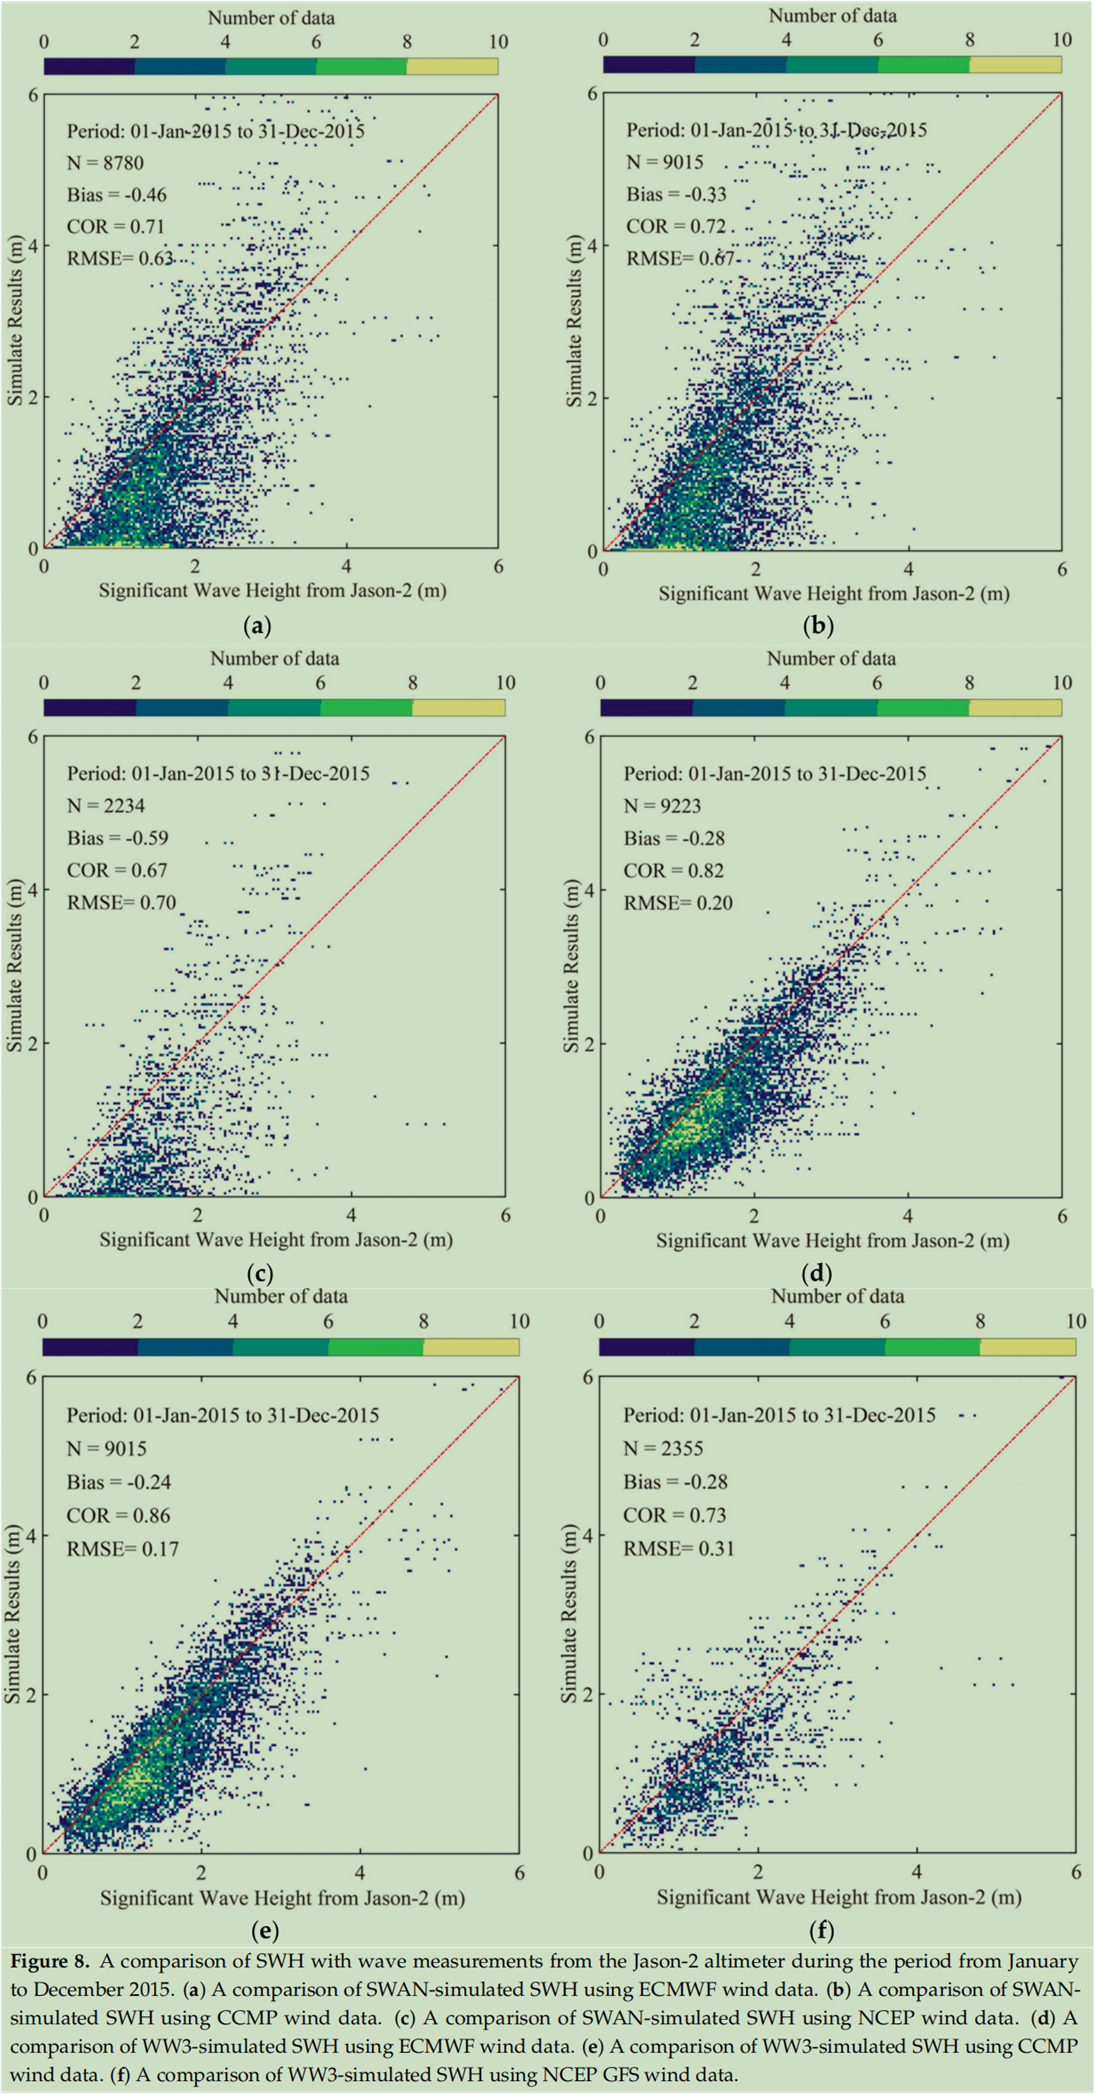 Number of data
0 2 4 6 8 10
6
Period: 01-Jan-2015 to 31-Dec-2015
N = 8780
Bias = -0.46
COR = 0.71
RMSE= 0.63
4
2
0
0 2 4 6
Simulate Results (m)
Significant Wave Height from Jason-2 (m)
(a)
Number of data
0 2 4 6 8 10
6
Period: 01-Jan-2015 to 31-Dec-2015
N = 9015
Bias = -0.33
COR = 0.72
RMSE= 0.67
4
2
0
0 2 4 6
Simulate Results (m)
Significant Wave Height from Jason-2 (m)
(b)
Number of data
0 2 4 6 8 10
6
Period: 01-Jan-2015 to 31-Dec-2015
N = 2234
Bias = -0.59
COR = 0.67
RMSE= 0.70
4
2
0
0 2 4 6
Simulate Results (m)
Significant Wave Height from Jason-2 (m)
(c)
Number of data
0 2 4 6 8 10
6
Period: 01-Jan-2015 to 31-Dec-2015
N = 9223
Bias = -0.28
COR = 0.82
RMSE= 0.20
4
2
0
0 2 4 6
Simulate Results (m)
Significant Wave Height from Jason-2 (m)
(d)
Number of data
0 2 4 6 8 10
6
Period: 01-Jan-2015 to 31-Dec-2015
N = 9015
Bias = -0.24
COR = 0.86
RMSE= 0.17
4
2
0
0 2 4 6
Simulate Results (m)
Significant Wave Height from Jason-2 (m)
(e)
Number of data
0 2 4 6 8 10
6
Period: 01-Jan-2015 to 31-Dec-2015
N = 2355
Bias = -0.28
COR = 0.73
RMSE= 0.31
4
2
0
0 2 4 6
Simulate Results (m)
Significant Wave Height from Jason-2 (m)
(f)
Figure 8. A comparison of SWH with wave measurements from the Jason-2 altimeter during the period from January
to December 2015. (a) A comparison of SWAN-simulated SWH using ECMWF wind data. (b) A comparison of SWAN-
simulated SWH using CCMP wind data. (c) A comparison of SWAN-simulated SWH using NCEP wind data. (d) A
comparison of WW3-simulated SWH using ECMWF wind data. (e) A comparison of WW3-simulated SWH using CCMP
wind data. (f) A comparison of WW3-simulated SWH using NCEP GFS wind data.